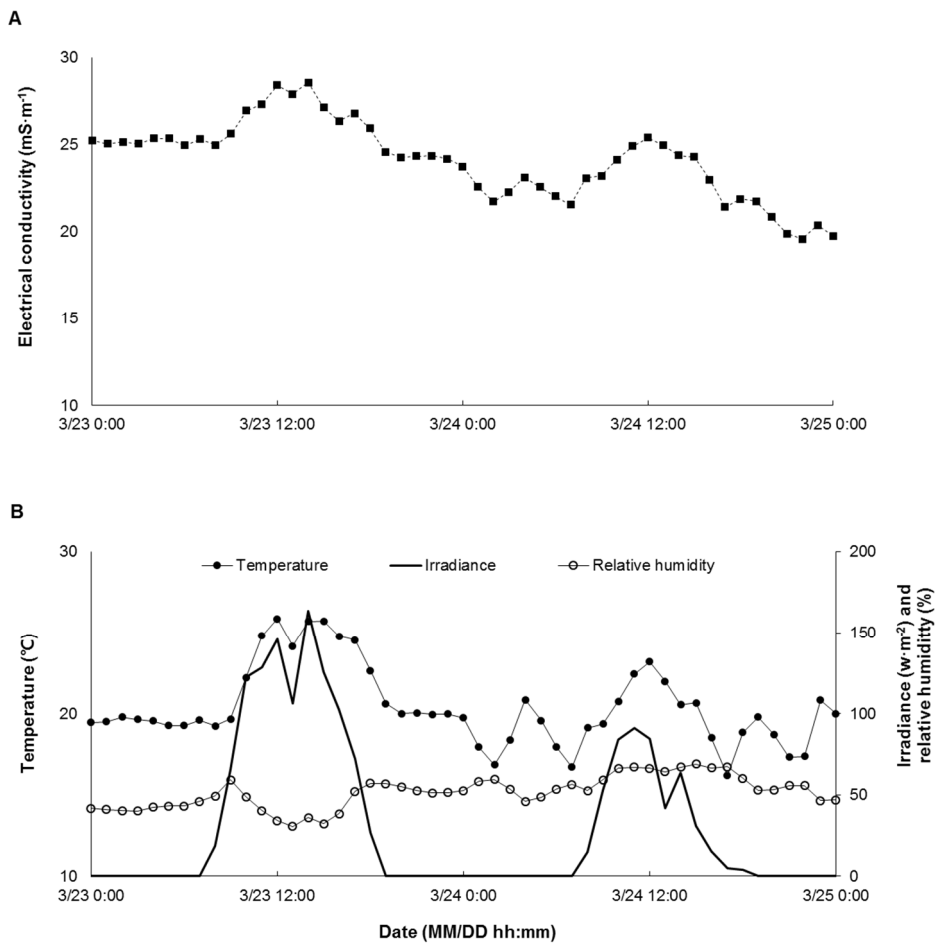 A
Electrical conductivity (mS·m⁻¹)
30
25
20
15
10
3/23 0:00 3/23 12:00 3/24 0:00 3/24 12:00 3/25 0:00
B
Temperature Irradiance Relative humidity
Temperature (℃)
30
20
10
200
150
100
50
0
Irradiance (w·m⁻²) and
relative humiditty (%)
3/23 0:00 3/23 12:00 3/24 0:00 3/24 12:00 3/25 0:00
Date (MM/DD hh:mm)